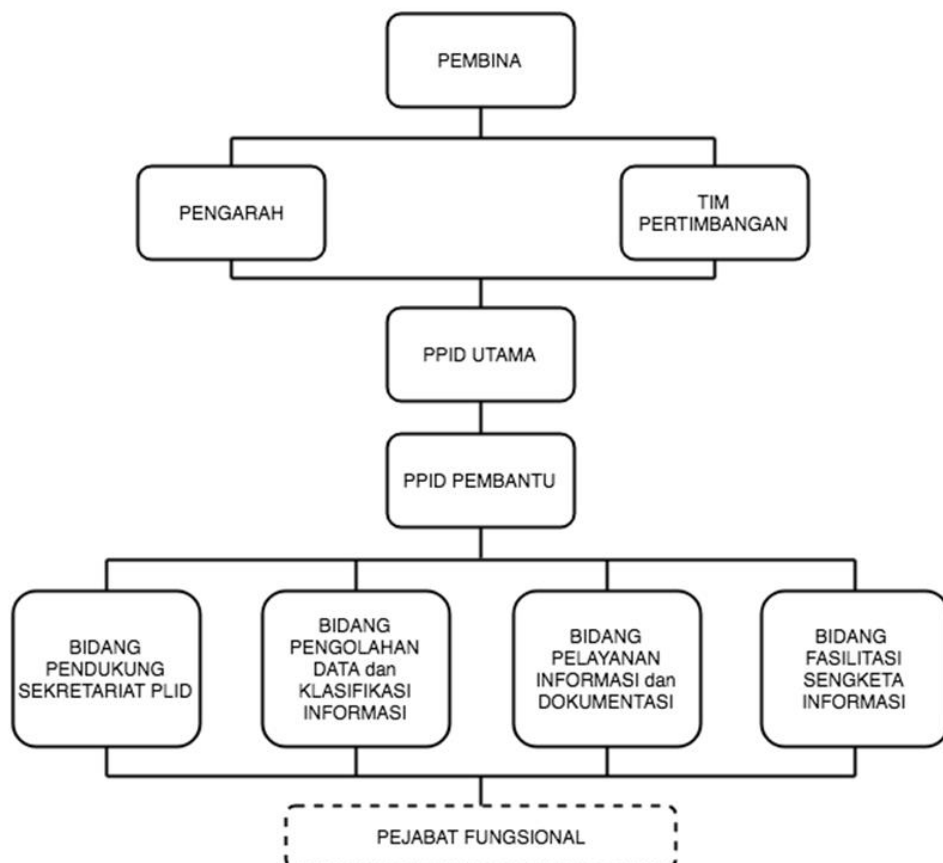 PEMBINA
PENGARAH
TIM
PERTIMBANGAN
PPID UTAMA
PPID PEMBANTU
BIDANG
PENDUKUNG
SEKRETARIAT PLID
BIDANG
PENGOLAHAN
DATA dan
KLASIFIKASI
INFORMASI
BIDANG
PELAYANAN
INFORMASI dan
DOKUMENTASI
BIDANG
FASILITASI
SENGKETA
INFORMASI
PEJABAT FUNGSIONAL